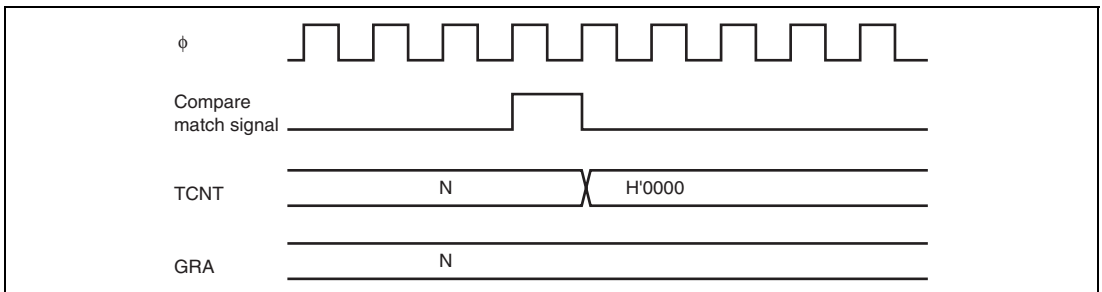 ϕ
Compare
match signal
TCNT
N
H'0000
GRA
N